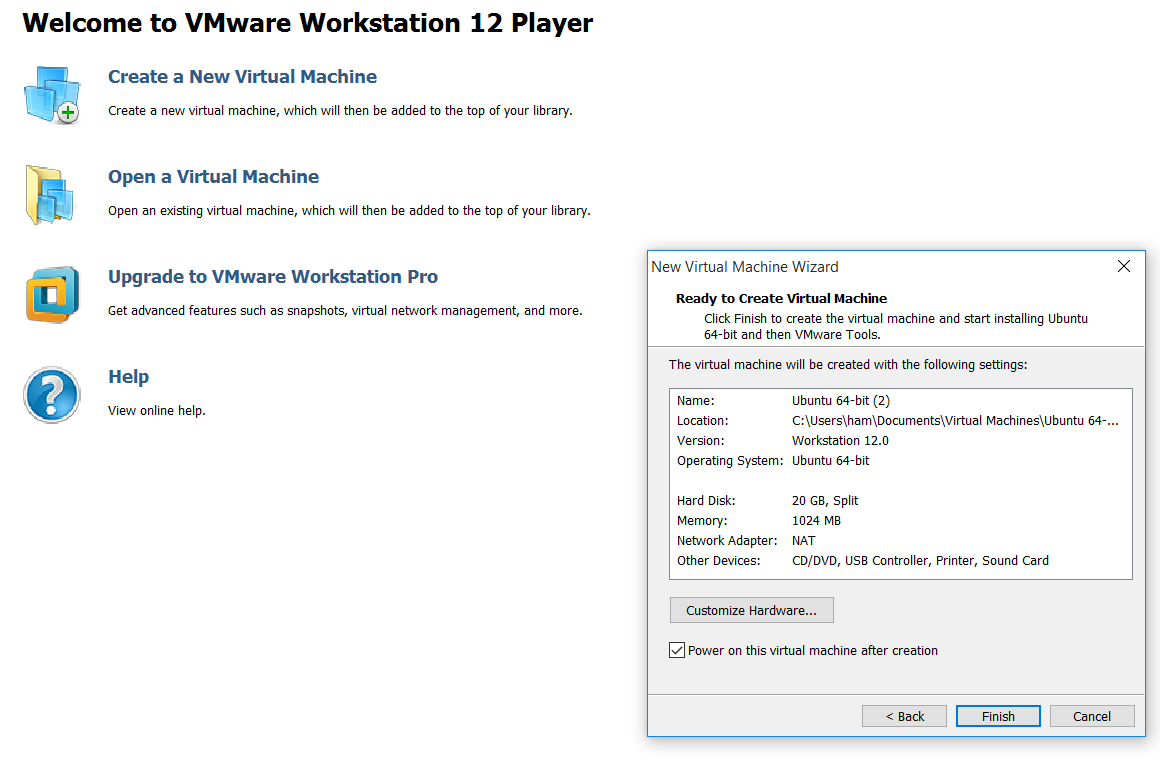 Welcome to VMware Workstation 12 Player
Create a New Virtual Machine
Create a new virtual machine, which will then be added to the top of your library.
Open a Virtual Machine
Open an existing virtual machine, which will then be added to the top of your library.
Upgrade to VMware Workstation Pro
Get advanced features such as snapshots, virtual network management, and more.
Help
View online help.
New Virtual Machine Wizard
Ready to Create Virtual Machine
Click Finish to create the virtual machine and start installing Ubuntu
64-bit and then VMware Tools.
The virtual machine will be created with the following settings:
Name: Ubuntu 64-bit (2)
Location: C:\Users\ham\Documents\Virtual Machines\Ubuntu 64-...
Version: Workstation 12.0
Operating System: Ubuntu 64-bit
Hard Disk: 20 GB, Split
Memory: 1024 MB
Network Adapter: NAT
Other Devices: CD/DVD, USB Controller, Printer, Sound Card
Customize Hardware...
Power on this virtual machine after creation
< Back Finish Cancel